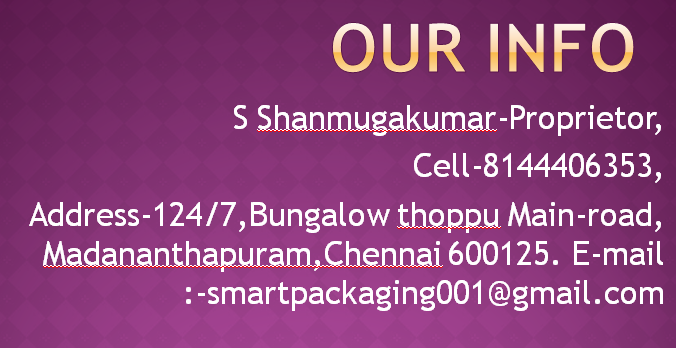 OUR INFO
S Shanmugakumar-Proprietor,
Cell-8144406353,
Address-124/7,Bungalow thoppu Main-road,
Madananthapuram,Chennai 600125. E-mail
:-smartpackaging001@gmail.com